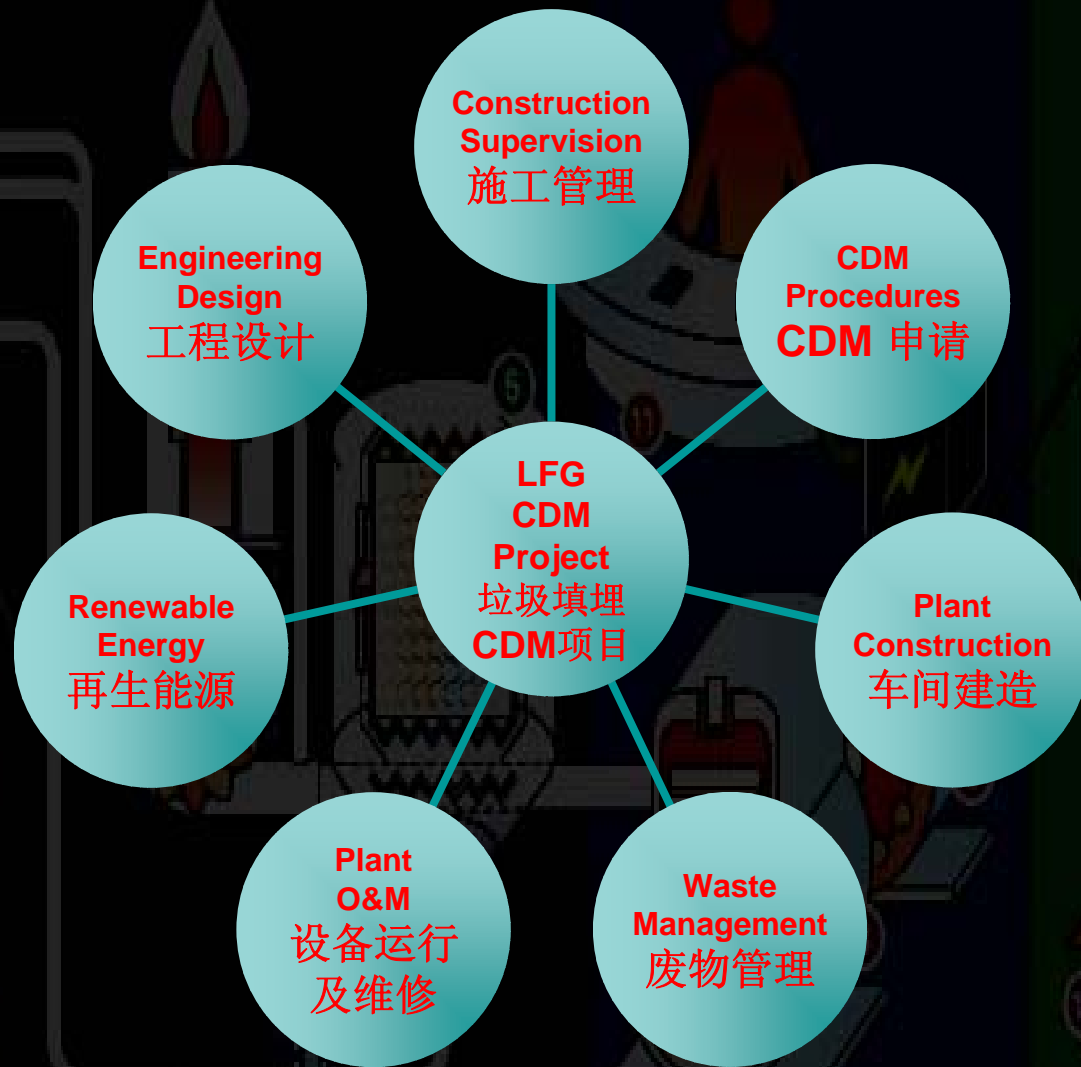 Construction
Supervision
施工管理
Engineering
Design
工程设计
CDM
Procedures
CDM 申请
LFG
CDM
Project
垃圾填埋
CDM项目
Renewable
Energy
再生能源
Plant
Construction
车间建造
Plant
O&M
设备运行
及维修
Waste
Management
废物管理
6
11